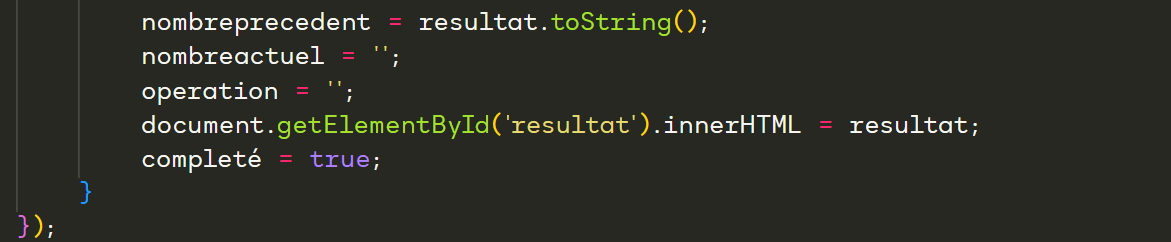 nombreprecedent = resultat.toString();
nombreactuel = '';
operation = '';
document.getElementById('resultat').innerHTML = resultat;
completé = true;
}
});